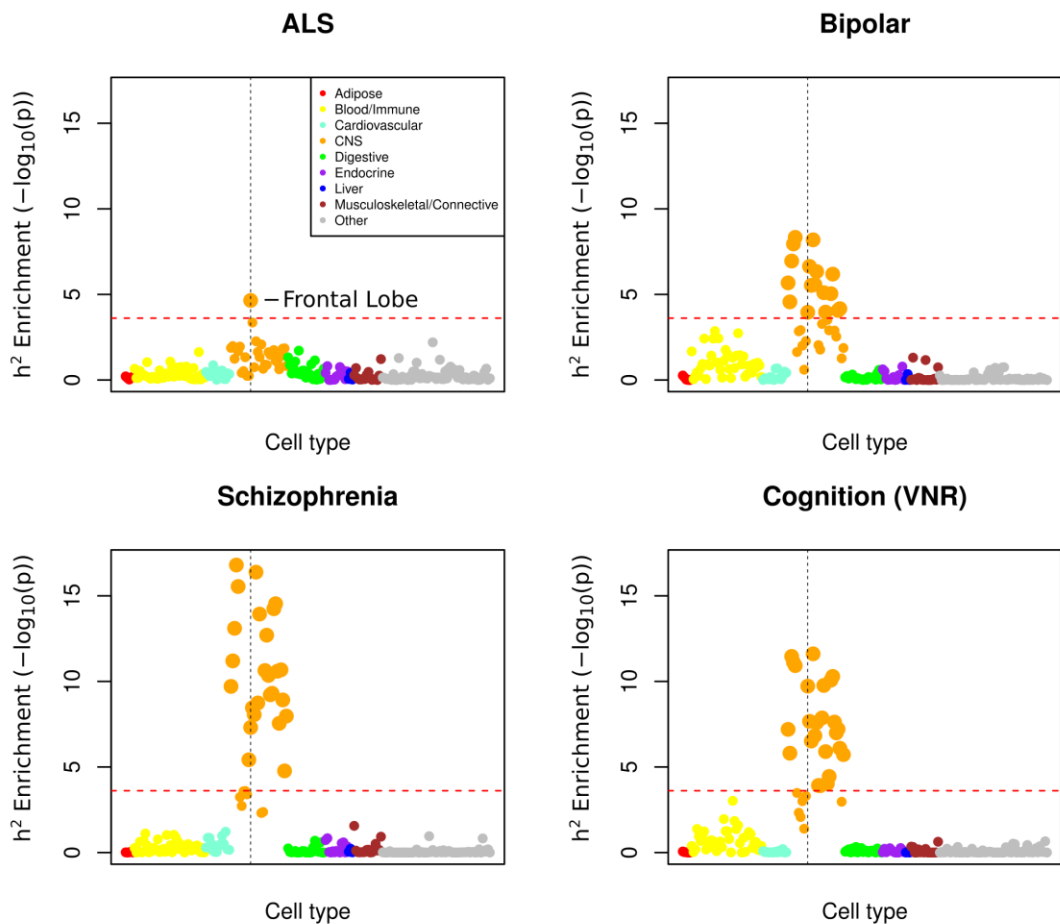 ALS
h² Enrichment (−log₁₀(p))
15
10
5
0
Adipose
Blood/Immune
Cardiovascular
CNS
Digestive
Endocrine
Liver
Musculoskeletal/Connective
Other
–Frontal Lobe
Cell type
Bipolar
h² Enrichment (−log₁₀(p))
15
10
5
0
Cell type
Schizophrenia
h² Enrichment (−log₁₀(p))
15
10
5
0
Cell type
Cognition (VNR)
h² Enrichment (−log₁₀(p))
15
10
5
0
Cell type